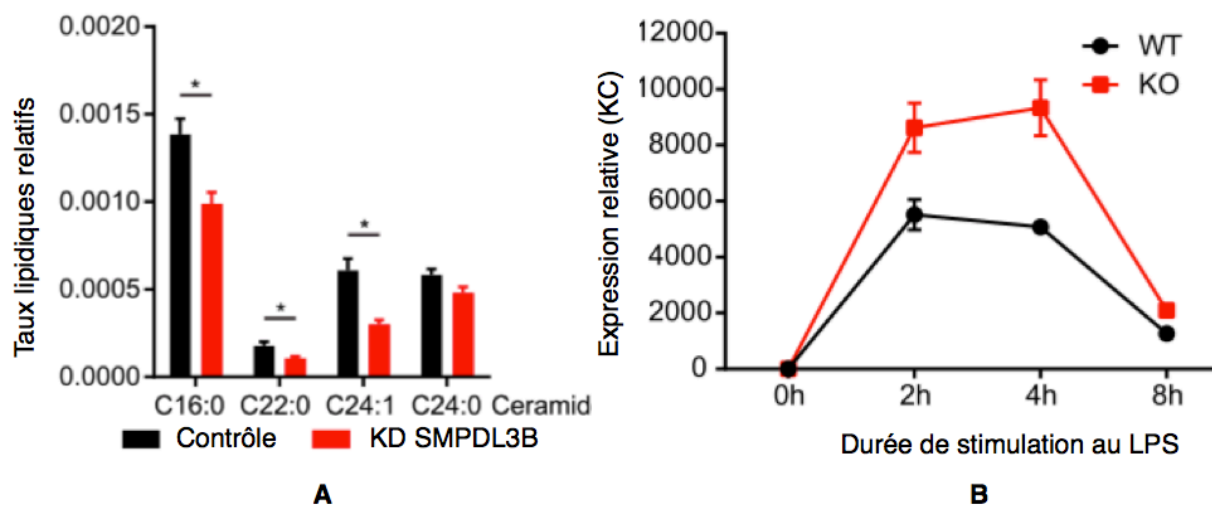 Taux lipidiques relatifs
0.0020
0.0015
0.0010
0.0005
0.0000
*
*
*
C16:0 C22:0 C24:1 C24:0 Ceramid
Contrôle KD SMPDL3B
A
Expression relative (KC)
12000
10000
8000
6000
4000
2000
0
WT
KO
0h 2h 4h 8h
Durée de stimulation au LPS
B